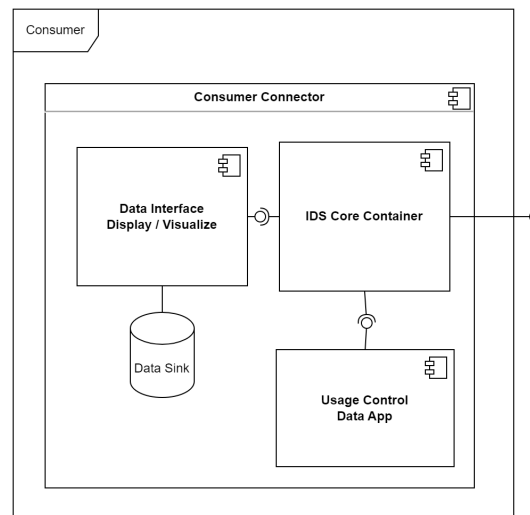 Consumer
Consumer Connector
Data Interface
Display / Visualize
IDS Core Container
Data Sink
Usage Control
Data App